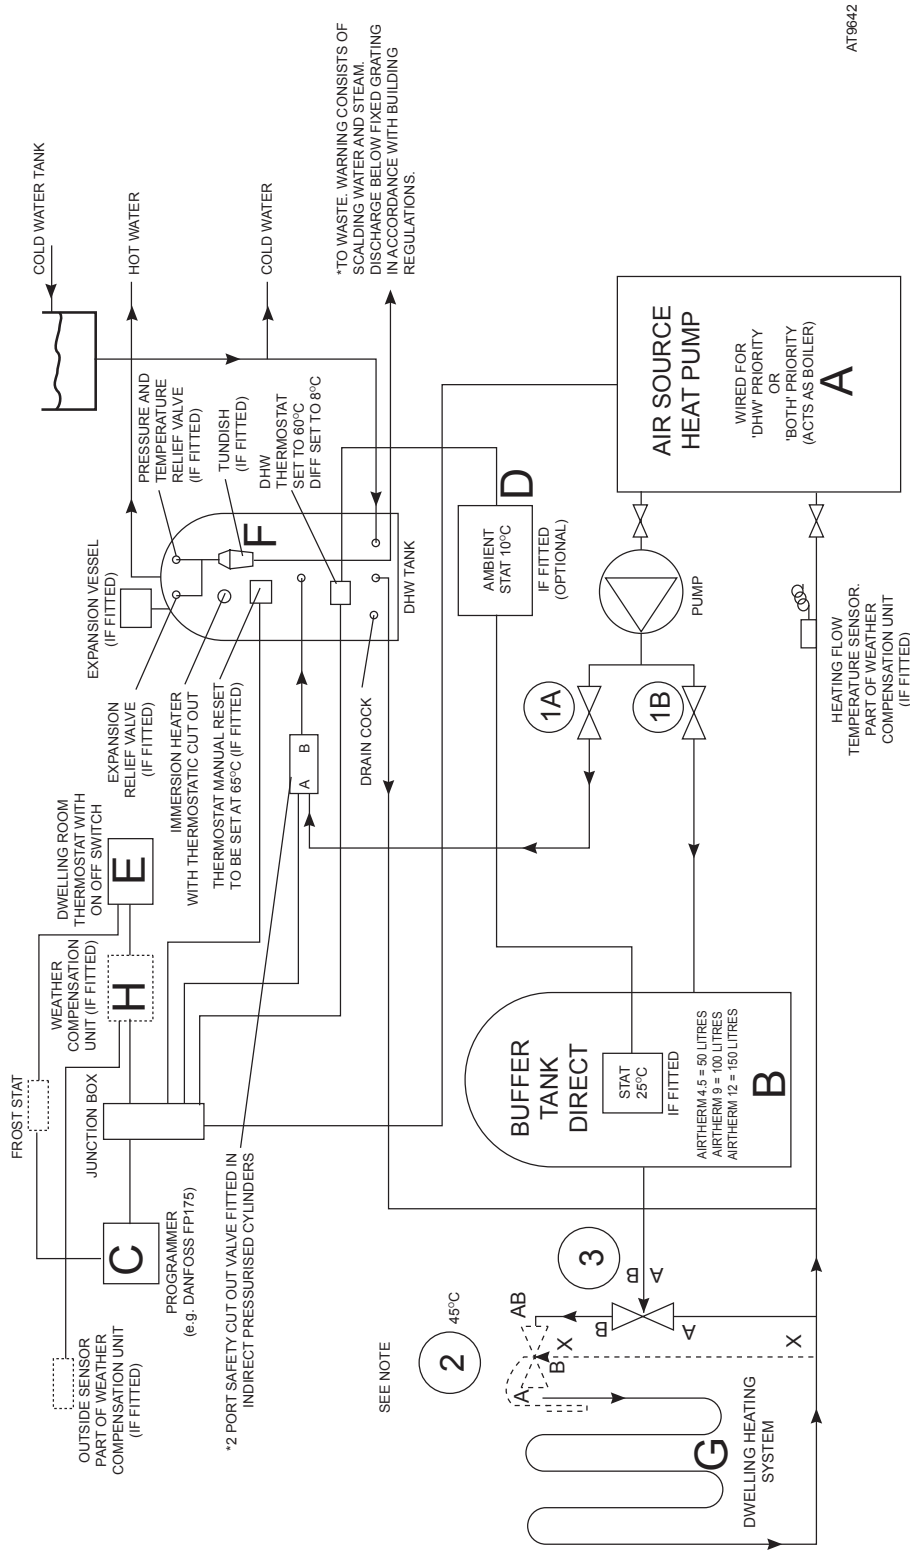 COLD WATER TANK
HOT WATER
COLD WATER
*TO WASTE. WARNING CONSISTS OF
SCALDING WATER AND STEAM.
DISCHARGE BELOW FIXED GRATING
IN ACCORDANCE WITH BUILDING
REGULATIONS.
AT9642
EXPANSION VESSEL
(IF FITTED)
PRESSURE AND
TEMPERATURE
RELIEF VALVE
(IF FITTED)
TUNDISH
(IF FITTED)
DHW
THERMOSTAT
SET TO 60°C
DIFF SET TO 8°C
F
DHW TANK
EXPANSION
RELIEF VALVE
(IF FITTED)
IMMERSION HEATER
WITH THERMOSTATIC CUT OUT
THERMOSTAT MANUAL RESET
TO BE SET AT 65°C (IF FITTED)
DRAIN COCK
A B
D
AMBIENT
STAT 10°C
IF FITTED
(OPTIONAL)
AIR SOURCE
HEAT PUMP
WIRED FOR
'DHW' PRIORITY
OR
'BOTH' PRIORITY
(ACTS AS BOILER)
A
PUMP
1A
1B
HEATING FLOW
TEMPERATURE SENSOR.
PART OF WEATHER
COMPENSATION UNIT
(IF FITTED)
DWELLING ROOM
THERMOSTAT WITH
ON OFF SWITCH
E
WEATHER
COMPENSATION
UNIT (IF FITTED)
H
FROST STAT
JUNCTION BOX
C
PROGRAMMER
(e.g. DANFOSS FP175)
OUTSIDE SENSOR
PART OF WEATHER
COMPENSATION UNIT
(IF FITTED)
*2 PORT SAFETY CUT OUT VALVE FITTED IN
INDIRECT PRESSURISED CYLINDERS
BUFFER
TANK
DIRECT
STAT
25°C
IF FITTED
AIRTHERM 4.5 = 50 LITRES
AIRTHERM 9 = 100 LITRES
AIRTHERM 12 = 150 LITRES
B
SEE NOTE
2
45°C
3
A B
B
A
AB
A
B
X
X
G
DWELLING HEATING
SYSTEM